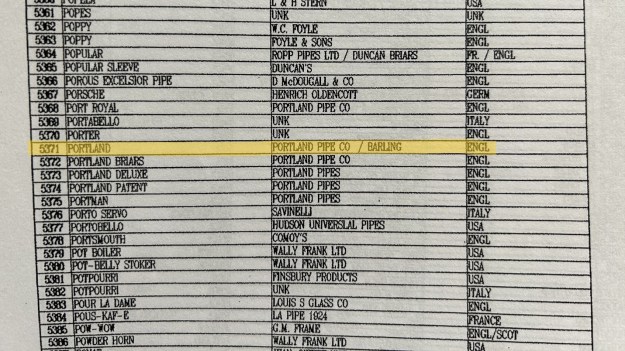 L & H STERN USA
5361 POPES UNK UNK
5362 POPPY W.C. FOYLE ENGL
5363 POPPY FOYLE & SONS ENGL
5364 POPULAR ROPP PIPES LTD / DUNCAN BRIARS FR. / ENGL
5365 POPULAR SLEEVE DUNCAN'S ENGL
5366 POROUS EXCELSIOR PIPE D McDOUGALL & CO ENGL
5367 PORSCHE HENRICH OLDENCOTT GERM
5368 PORT ROYAL PORTLAND PIPE CO ENGL
5369 PORTABELLO UNK ITALY
5370 PORTER UNK ENGL
5371 PORTLAND PORTLAND PIPE CO / BARLING ENGL
5372 PORTLAND BRIARS PORTLAND PIPE CO ENGL
5373 PORTLAND DELUXE PORTLAND PIPES ENGL
5374 PORTLAND PATENT PORTLAND PIPES ENGL
5375 PORTMAN PORTLAND PIPES ENGL
5376 PORTO SERVO SAVINELLI ITALY
5377 PORTOBELLO HUDSON UNIVERSLAL PIPES USA
5378 PORTSMOUTH COMOY'S ENGL
5379 POT BOILER WALLY FRANK LTD USA
5380 POT-BELLY STOKER WALLY FRANK LTD USA
5381 POTPOURRI FINSBURY PRODUCTS USA
5382 POTPOURRI UNK ITALY
5383 POUR LA DAME LOUIS S GLASS CO ENGL
5384 POUS-KAF-E LA PIPE 1924 FRANCE
5385 POW-WOW G.M. FRAME ENGL/SCOT
5386 POWDER HORN WALLY FRANK LTD USA